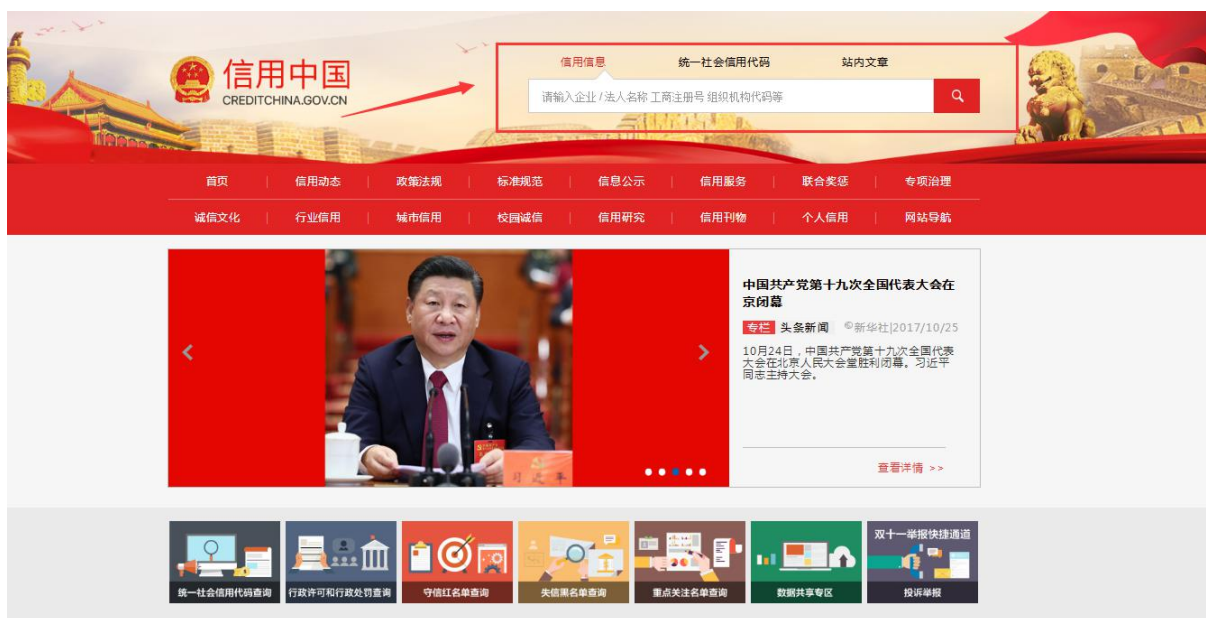 信用中国
CREDITCHINA.GOV.CN
信用信息 统一社会信用代码 站内文章
请输入企业/法人名称 工商注册号 组织机构代码等
首页 | 信用动态 | 政策法规 | 标准规范 | 信息公示 | 信用服务 | 联合奖惩 | 专项治理
诚信文化 | 行业信用 | 城市信用 | 校园诚信 | 信用研究 | 信用刊物 | 个人信用 | 网站导航
中国共产党第十九次全国代表大会在
京闭幕
专栏 头条新闻 ©新华社|2017/10/25
10月24日,中国共产党第十九次全国代表
大会在北京人民大会堂胜利闭幕。习近平
同志主持大会。
习近平
查看详情 >>
双十一举报快捷通道
统一社会信用代码查询 行政许可和行政处罚查询 守信红名单查询 失信黑名单查询 重点关注名单查询 数据共享专区 投诉举报